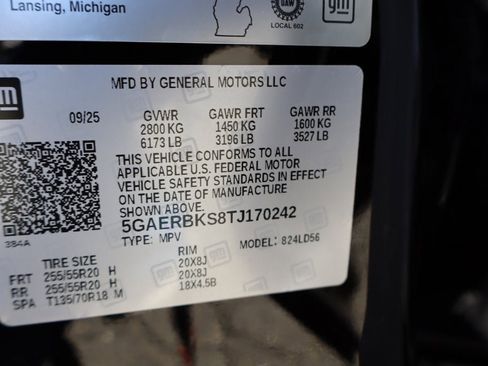 Lansing, Michigan
UAW
LOCAL 602
gm
MFD BY GENERAL MOTORS LLC
gm
09/25 GVWR GAWR FRT GAWR RR
2800 KG 1450 KG 1600 KG
6173 LB 3196 LB 3527 LB
THIS VEHICLE CONFORMS TO ALL
APPLICABLE U.S. FEDERAL MOTOR
VEHICLE SAFETY STANDARDS IN EFFECT
ON THE DATE OF MANUFACTURE
SHOWN ABOVE.
384A
5GAERBKS8TJ170242
TYPE: MPV MODEL: 824LD56
TIRE SIZE RIM
FRT 255/55R20 H 20X8J
RR 255/55R20 H 20X8J
SPA T135/70R18 M 18X4.5B